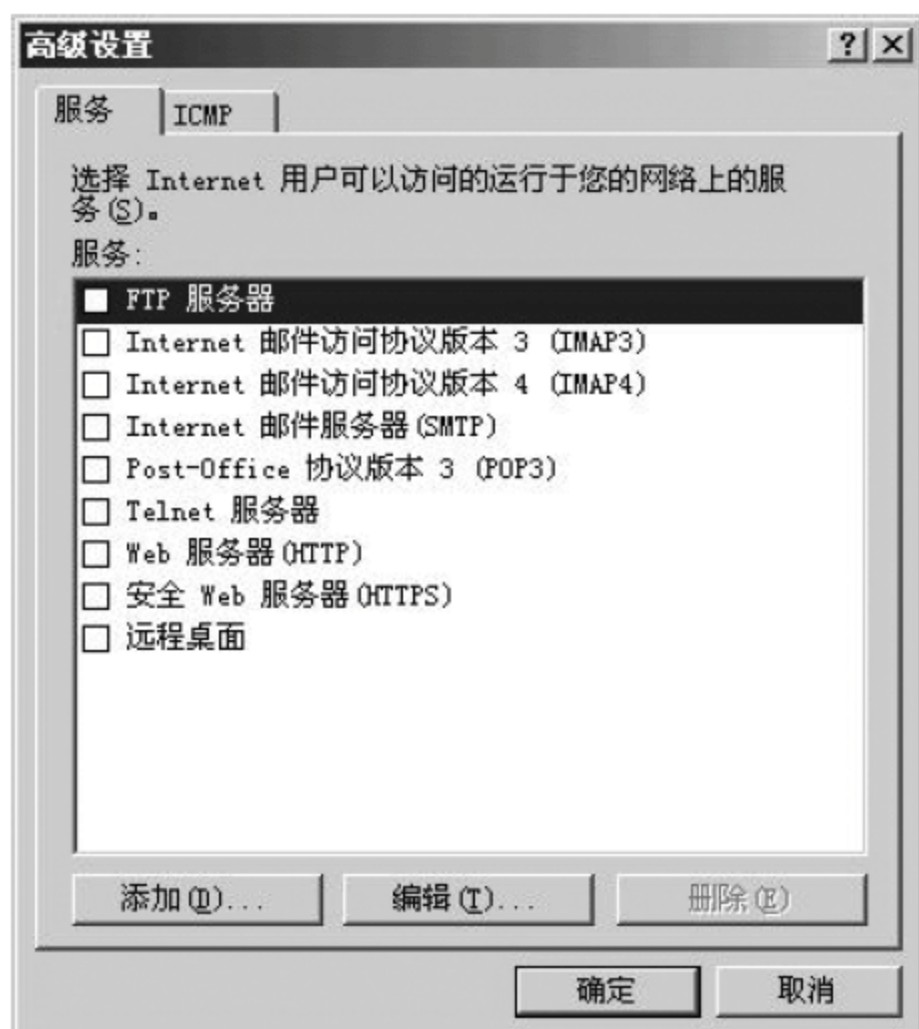 高级设置
服务
ICMP
选择 Internet 用户可以访问的运行于您的网络上的服
务(S)。
服务:
FTP 服务器
Internet 邮件访问协议版本 3 (IMAP3)
Internet 邮件访问协议版本 4 (IMAP4)
Internet 邮件服务器(SMTP)
Post-Office 协议版本 3 (POP3)
Telnet 服务器
Web 服务器(HTTP)
安全 Web 服务器(HTTPS)
远程桌面
添加(D)... 编辑(T)... 删除(E)
确定 取消